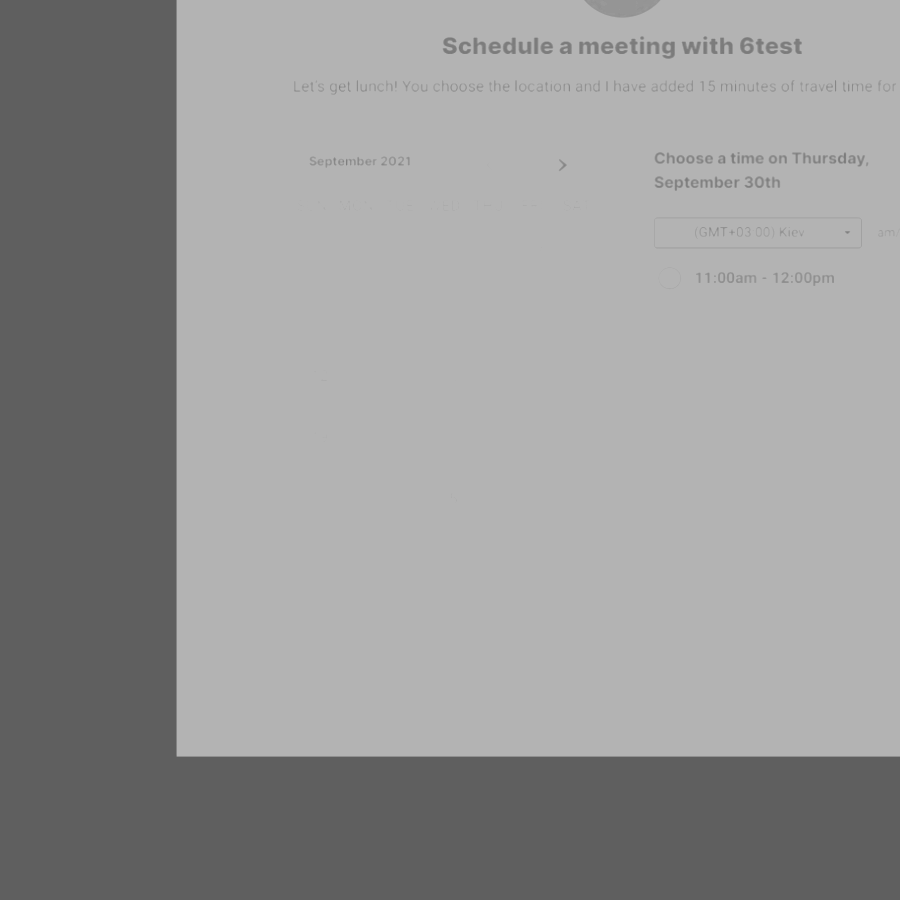 Schedule a meeting with 6test
Let's get lunch! You choose the location and I have added 15 minutes of travel time for
September 2021
Choose a time on Thursday,
September 30th
(GMT+03:00) Kiev
am/
11:00am - 12:00pm